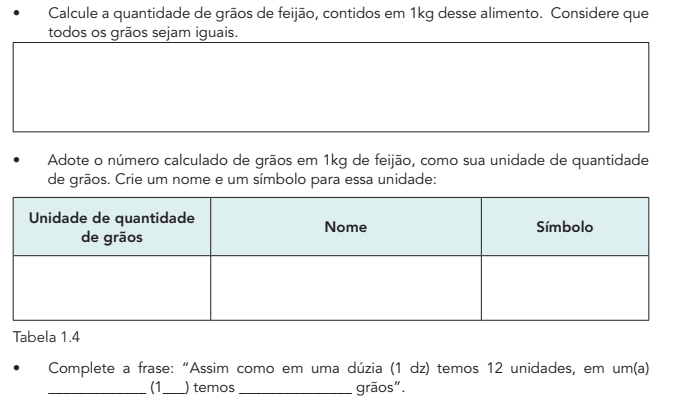 • Calcule a quantidade de grãos de feijão, contidos em 1kg desse alimento. Considere que
todos os grãos sejam iguais.
• Adote o número calculado de grãos em 1kg de feijão, como sua unidade de quantidade
de grãos. Crie um nome e um símbolo para essa unidade:
Unidade de quantidade
de grãos
Nome
Símbolo
Tabela 1.4
• Complete a frase: “Assim como em uma dúzia (1 dz) temos 12 unidades, em um(a)
_____________ (1___) temos _______________ grãos”.